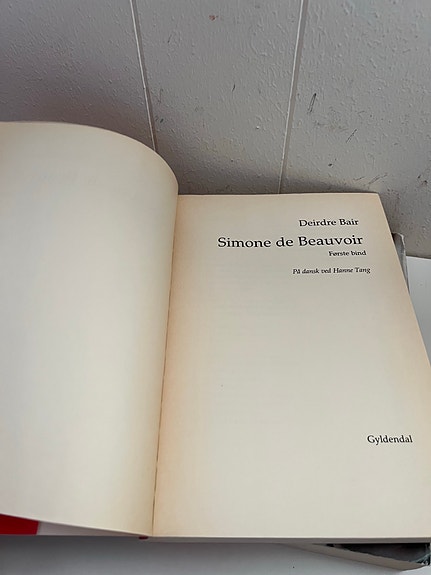 Deirdre Bair
Simone de Beauvoir
Første bind
På dansk ved Hanne Tang
Gyldendal